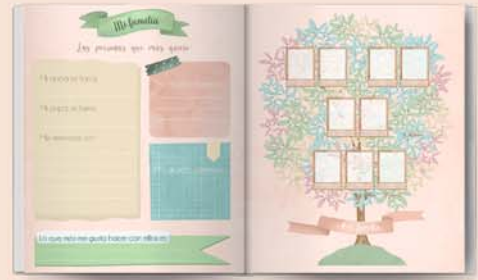 Mi familia
Las personas que más quiero
Mi mamá se llama
Mi papá se llama
Mis hermanos son
Lo que más me gusta hacer con ellos es